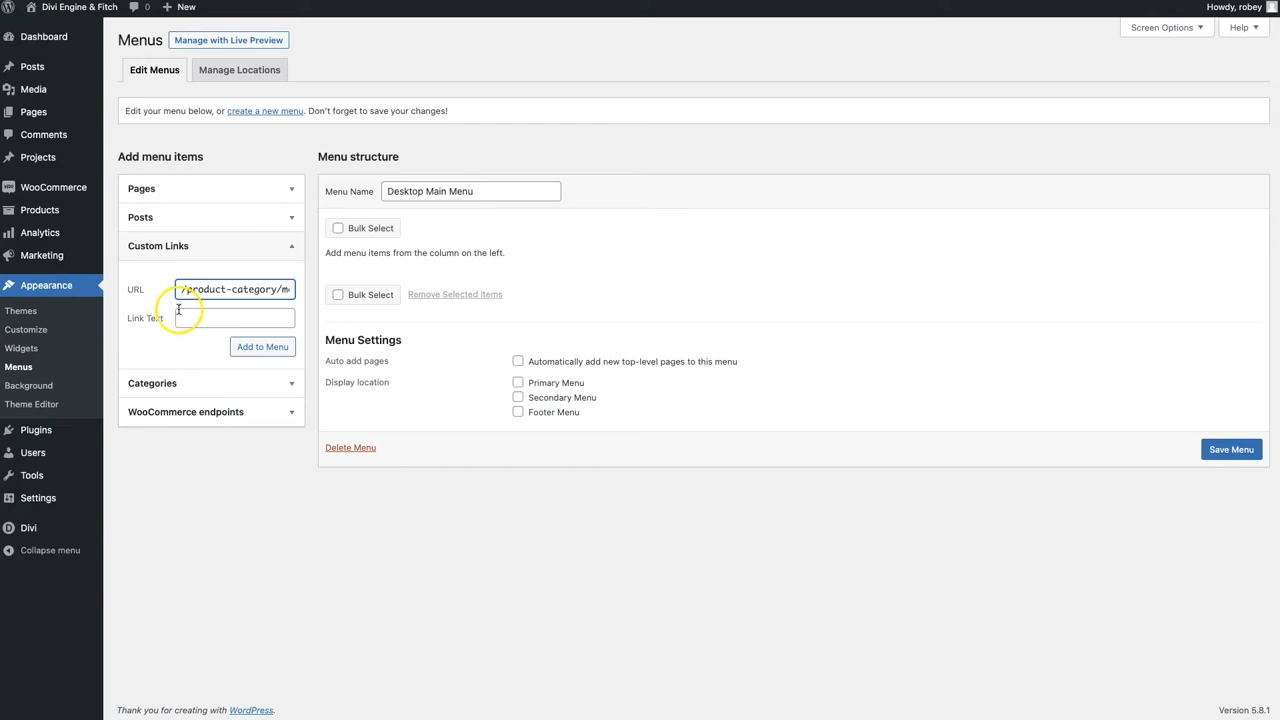 Divi Engine & Fitch
0
New
Howdy, robey
Dashboard
Posts
Media
Pages
Comments
Projects
WooCommerce
Products
Analytics
Marketing
Appearance
Themes
Customize
Widgets
Menus
Background
Theme Editor
Plugins
Users
Tools
Settings
Divi
Collapse menu
Screen Options
Help
Menus
Manage with Live Preview
Edit Menus
Manage Locations
Edit your menu below, or create a new menu. Don't forget to save your changes!
Add menu items
Pages
Posts
Custom Links
URL
/product-category/m
Link Text
Add to Menu
Categories
WooCommerce endpoints
Menu structure
Menu Name
Desktop Main Menu
Bulk Select
Add menu items from the column on the left.
Bulk Select
Remove Selected Items
Menu Settings
Auto add pages
Automatically add new top-level pages to this menu
Display location
Primary Menu
Secondary Menu
Footer Menu
Delete Menu
Save Menu
Thank you for creating with WordPress.
Version 5.8.1